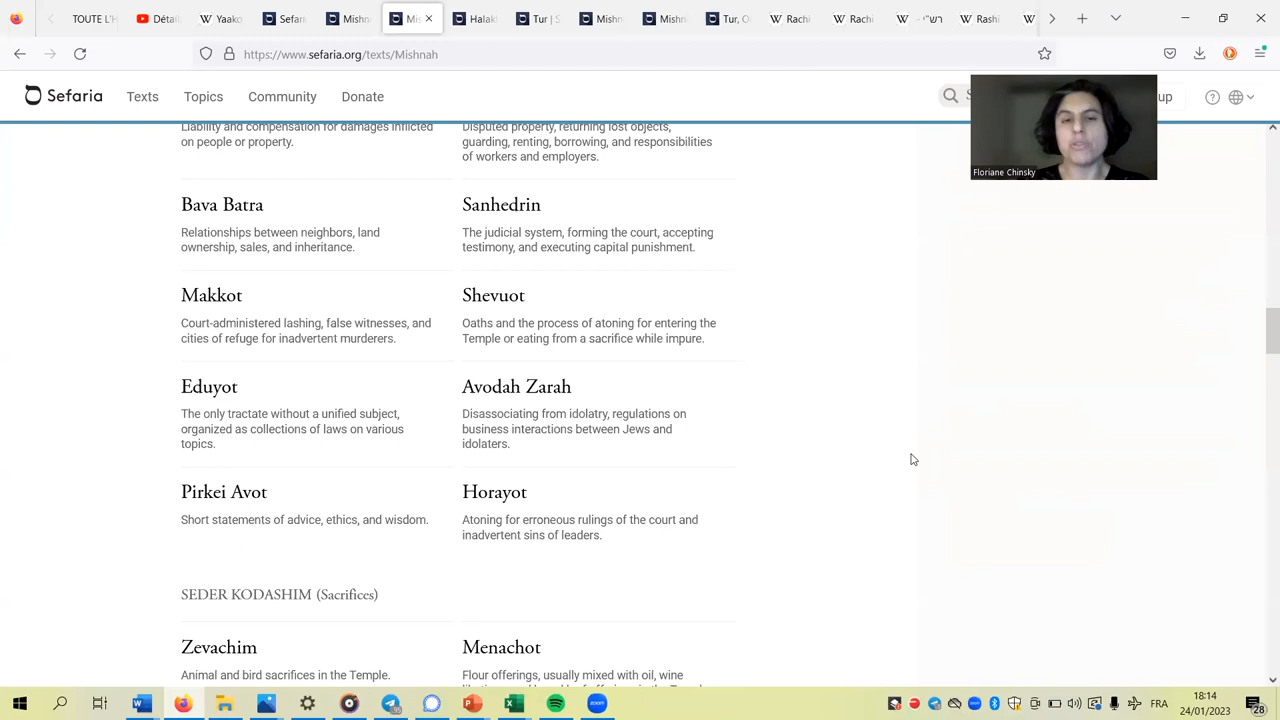 TOUTE L'H
Détail
Yaako
Sefari
Mishn
Mis
Halak
Tur | S
Mishn
Mishn
Tur, O
Rachi
Rachi
רש"י –
Rashi
https://www.sefaria.org/texts/Mishnah
Sefaria
Texts
Topics
Community
Donate
S
up
Floriane Chinsky
Liability and compensation for damages inflicted
on people or property.
Disputed property, returning lost objects,
guarding, renting, borrowing, and responsibilities
of workers and employers.
Bava Batra
Relationships between neighbors, land
ownership, sales, and inheritance.
Sanhedrin
The judicial system, forming the court, accepting
testimony, and executing capital punishment.
Makkot
Court-administered lashing, false witnesses, and
cities of refuge for inadvertent murderers.
Shevuot
Oaths and the process of atoning for entering the
Temple or eating from a sacrifice while impure.
Eduyot
The only tractate without a unified subject,
organized as collections of laws on various
topics.
Avodah Zarah
Disassociating from idolatry, regulations on
business interactions between Jews and
idolaters.
Pirkei Avot
Short statements of advice, ethics, and wisdom.
Horayot
Atoning for erroneous rulings of the court and
inadvertent sins of leaders.
SEDER KODASHIM (Sacrifices)
Zevachim
Animal and bird sacrifices in the Temple.
Menachot
Flour offerings, usually mixed with oil, wine
FRA
18:14
24/01/2023
28